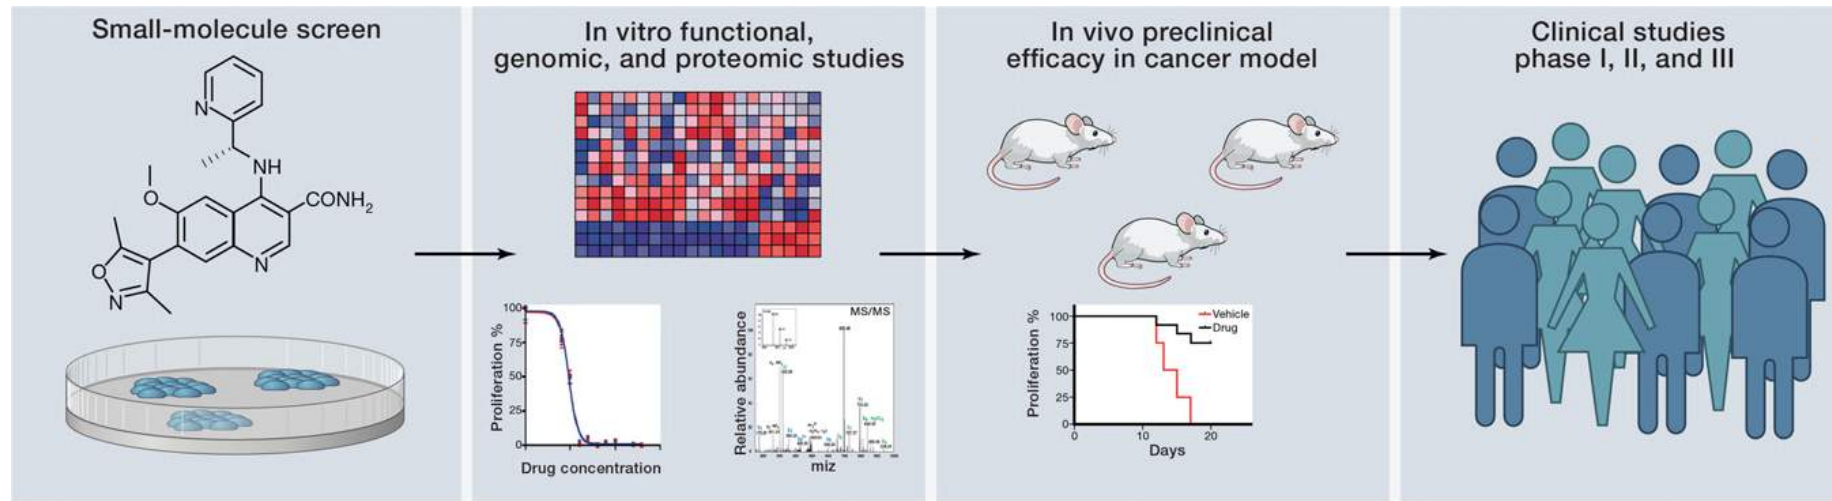 Small-molecule screen
N
NH
O
CONH₂
O
N
N
In vitro functional,
genomic, and proteomic studies
Proliferation %
100
75
50
25
0
Drug concentration
MS/MS
Relative abundance
miz
In vivo preclinical
efficacy in cancer model
Proliferation %
100
75
50
25
0
0
10
20
Days
Vehicle
Drug
Clinical studies
phase I, II, and III